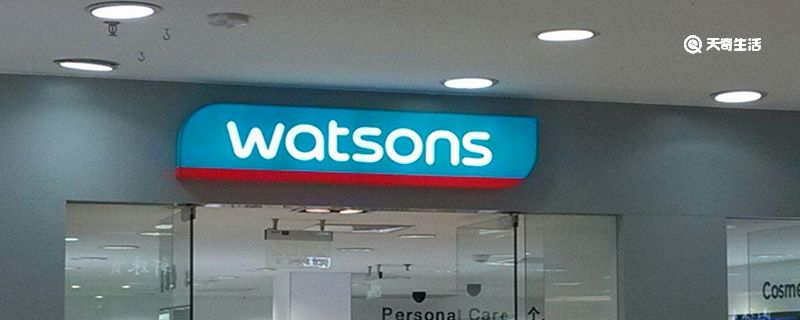 天奇生活
watsons
Personal Care
Cosme